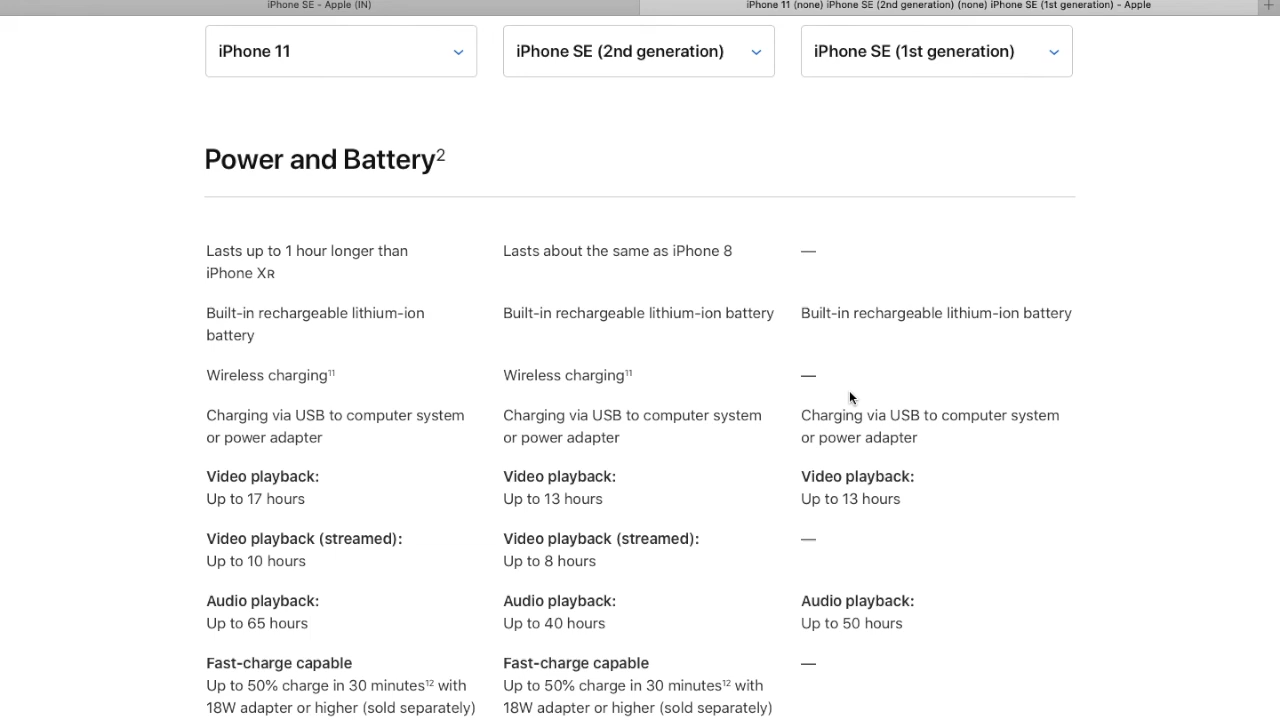 iPhone SE - Apple (IN)
iPhone 11 (none) iPhone SE (2nd generation) (none) iPhone SE (1st generation) - Apple
iPhone 11
iPhone SE (2nd generation)
iPhone SE (1st generation)
Power and Battery2
Lasts up to 1 hour longer than
iPhone XR
Lasts about the same as iPhone 8
—
Built-in rechargeable lithium-ion
battery
Built-in rechargeable lithium-ion battery
Built-in rechargeable lithium-ion battery
Wireless charging11
Wireless charging11
—
Charging via USB to computer system
or power adapter
Charging via USB to computer system
or power adapter
Charging via USB to computer system
or power adapter
Video playback:
Up to 17 hours
Video playback:
Up to 13 hours
Video playback:
Up to 13 hours
Video playback (streamed):
Up to 10 hours
Video playback (streamed):
Up to 8 hours
—
Audio playback:
Up to 65 hours
Audio playback:
Up to 40 hours
Audio playback:
Up to 50 hours
Fast-charge capable
Up to 50% charge in 30 minutes12 with
18W adapter or higher (sold separately)
Fast-charge capable
Up to 50% charge in 30 minutes12 with
18W adapter or higher (sold separately)
—